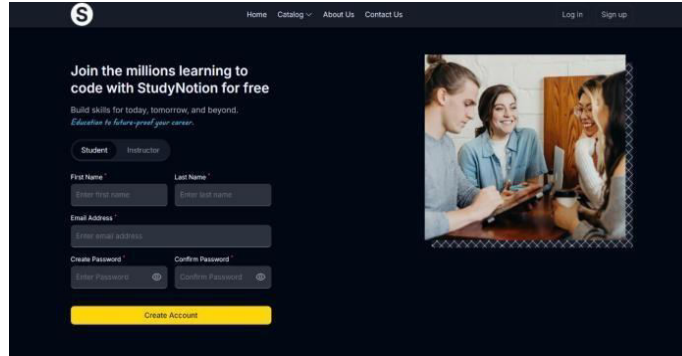 S
Home Catalog About Us Contact Us Log in Sign up
Join the millions learning to
code with StudyNotion for free
Build skills for today, tomorrow, and beyond.
Education to future-proof your career.
Student Instructor
First Name * Last Name *
Enter first name Enter last name
Email Address *
Enter email address
Create Password * Confirm Password *
Enter Password Confirm Password
Create Account